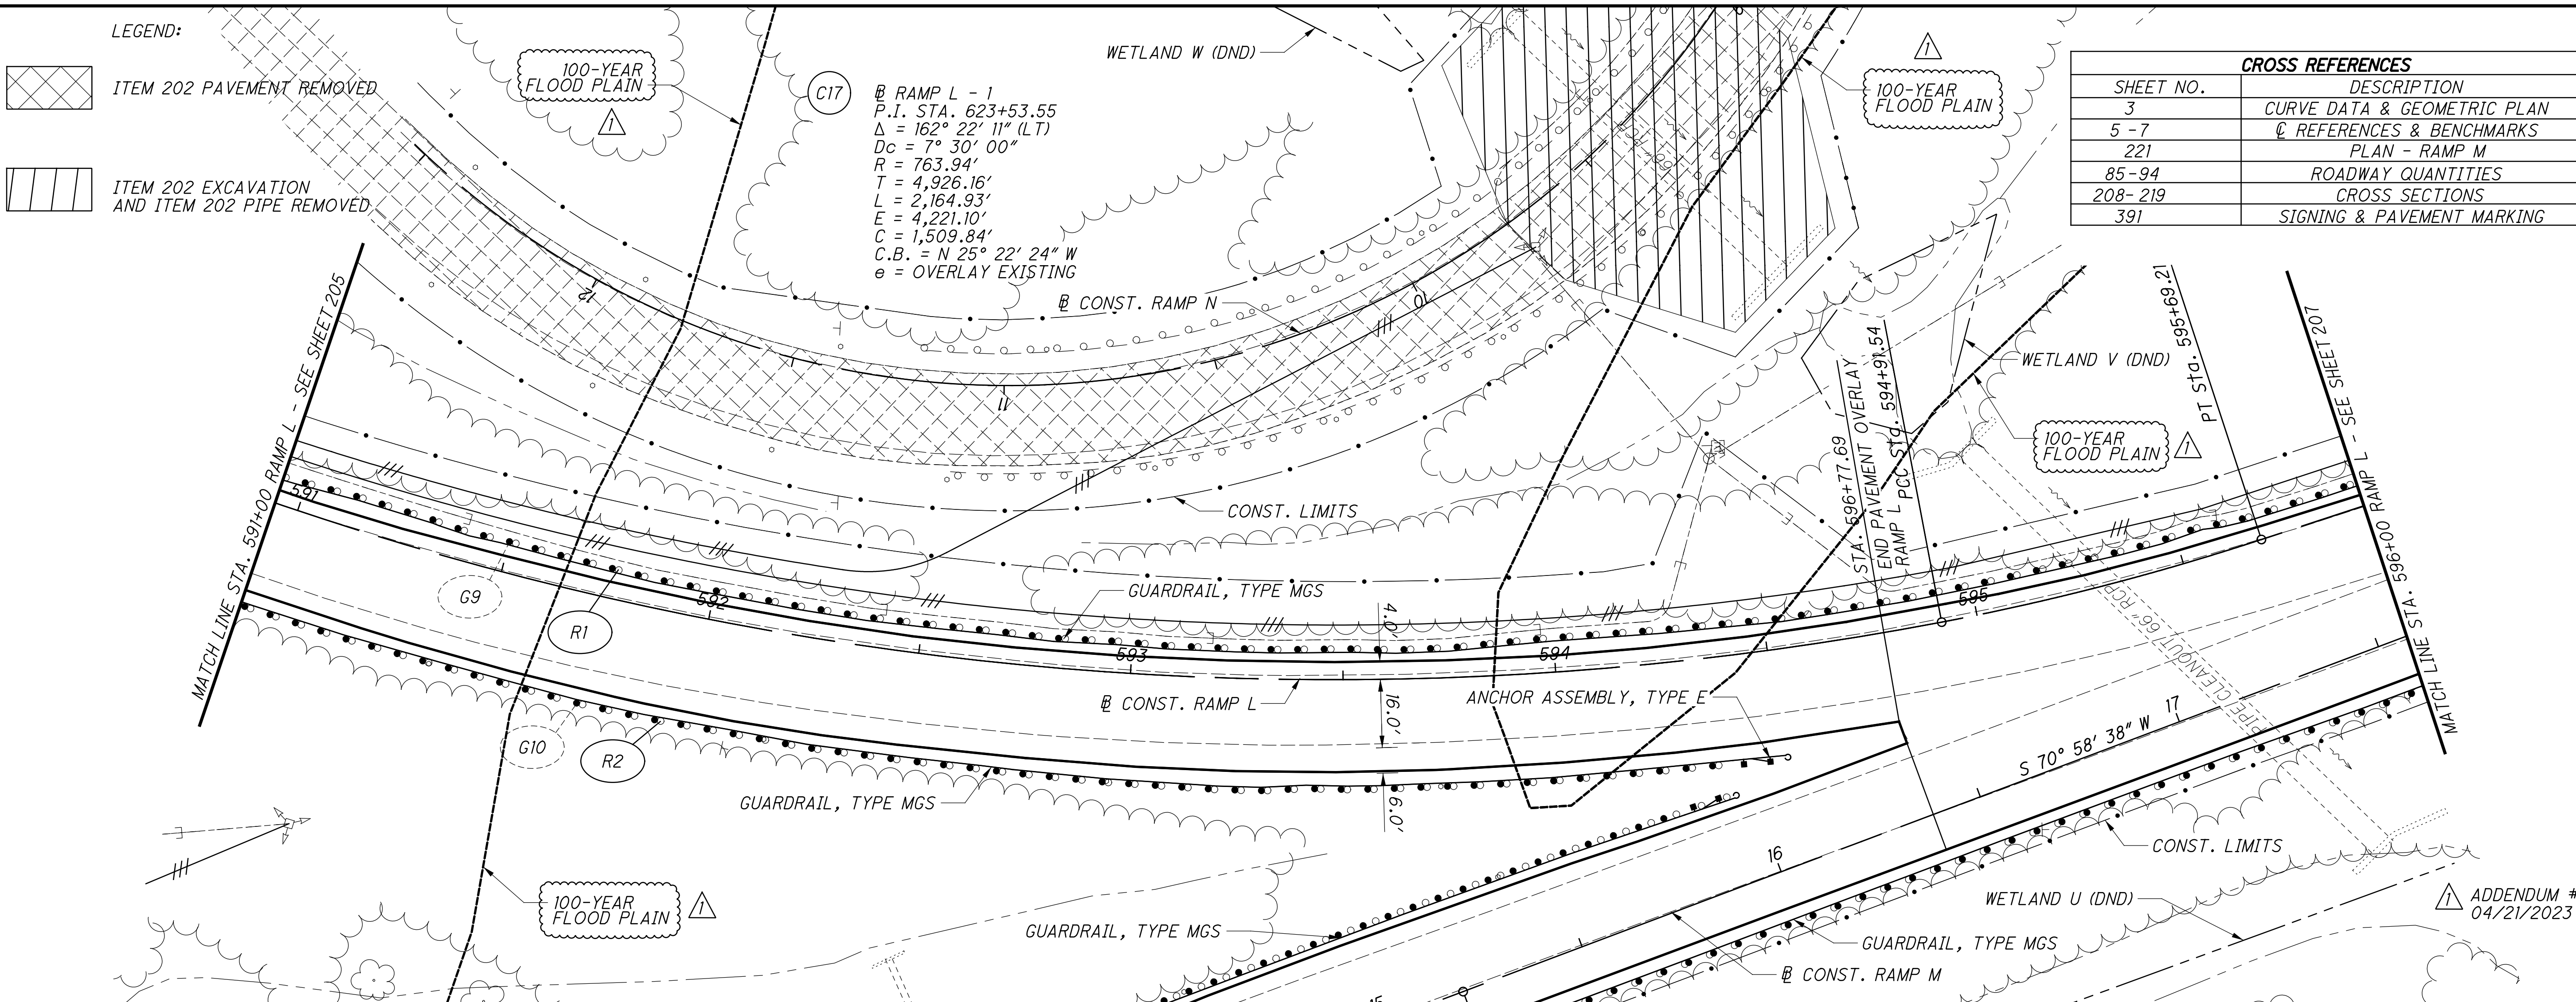 LEGEND:
ITEM 202 PAVEMENT REMOVED
ITEM 202 EXCAVATION
AND ITEM 202 PIPE REMOVED
100-YEAR
FLOOD PLAIN
1
C17
℔ RAMP L - 1
P.I. STA. 623+53.55
Δ = 162° 22' 11" (LT)
Dc = 7° 30' 00"
R = 763.94'
T = 4,926.16'
L = 2,164.93'
E = 4,221.10'
C = 1,509.84'
C.B. = N 25° 22' 24" W
e = OVERLAY EXISTING
WETLAND W (DND)
1
100-YEAR
FLOOD PLAIN
CROSS REFERENCES
SHEET NO. DESCRIPTION
3 CURVE DATA & GEOMETRIC PLAN
5 -7 ℄ REFERENCES & BENCHMARKS
221 PLAN - RAMP M
85-94 ROADWAY QUANTITIES
208-219 CROSS SECTIONS
391 SIGNING & PAVEMENT MARKING
MATCH LINE STA. 591+00 RAMP L - SEE SHEET 205
12
11
10
℔ CONST. RAMP N
CONST. LIMITS
WETLAND V (DND)
100-YEAR
FLOOD PLAIN
1
STA. 596+77.69
END PAVEMENT OVERLAY
RAMP L PCC Sta. 594+91.54
PT Sta. 595+69.21
MATCH LINE STA. 596+00 RAMP L - SEE SHEET 207
591
592
593
594
595
G9
R1
G10
R2
GUARDRAIL, TYPE MGS
4.0'
16.0'
6.0'
℔ CONST. RAMP L
ANCHOR ASSEMBLY, TYPE E
GUARDRAIL, TYPE MGS
PIPE CLEANOUT 66" RCP
S 70° 58' 38" W
17
16
15
100-YEAR
FLOOD PLAIN
1
GUARDRAIL, TYPE MGS
CONST. LIMITS
WETLAND U (DND)
GUARDRAIL, TYPE MGS
℔ CONST. RAMP M
1
ADDENDUM #
04/21/2023